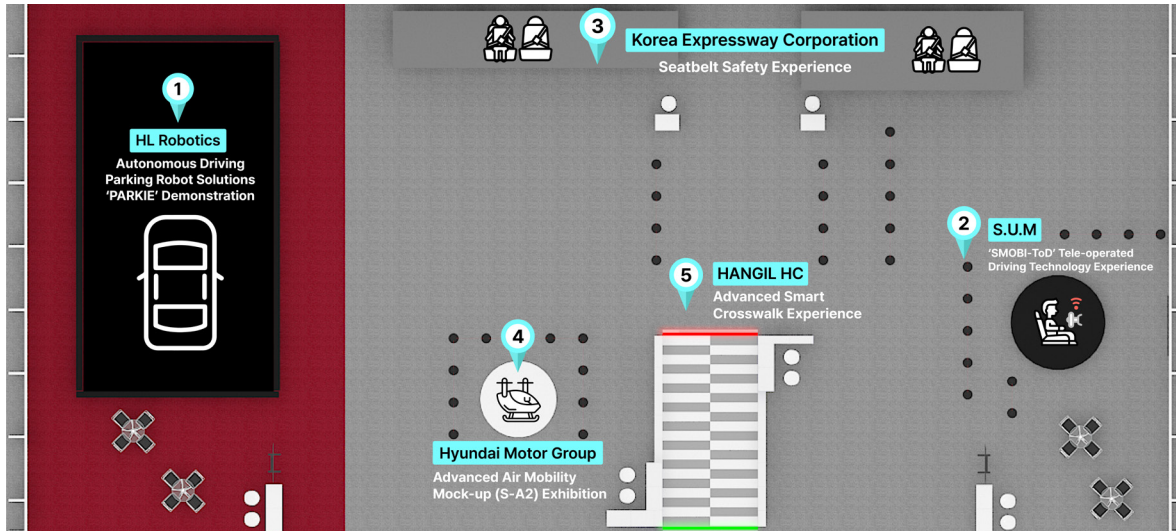 1
HL Robotics
Autonomous Driving
Parking Robot Solutions
‘PARKIE’ Demonstration
3
Korea Expressway Corporation
Seatbelt Safety Experience
2
S.U.M
‘SMOBI-ToD’ Tele-operated
Driving Technology Experience
5
HANGIL HC
Advanced Smart
Crosswalk Experience
4
Hyundai Motor Group
Advanced Air Mobility
Mock-up (S-A2) Exhibition